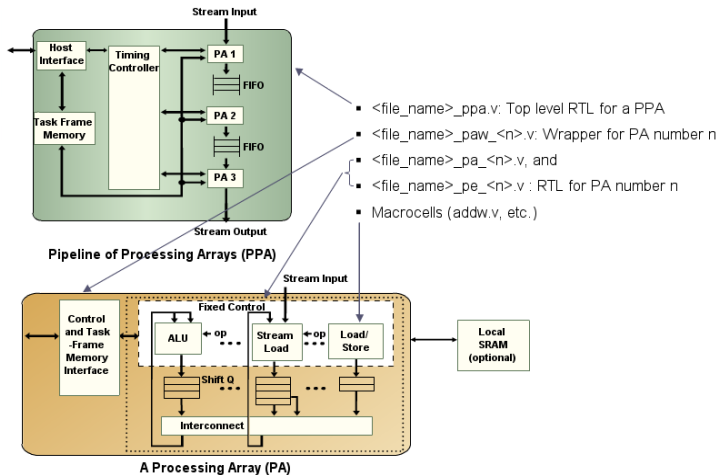 Stream Input
Host
Interface
Timing
Controller
PA 1
FIFO
Task Frame
Memory
PA 2
FIFO
PA 3
Stream Output
Pipeline of Processing Arrays (PPA)
▪ <file_name>_ppa.v: Top level RTL for a PPA
▪ <file_name>_paw_<n>.v: Wrapper for PA number n
▪ <file_name>_pa_<n>.v, and
▪ <file_name>_pe_<n>.v : RTL for PA number n
▪ Macrocells (addw.v, etc.)
Stream Input
Fixed Control
Control
and Task
-Frame
Memory
Interface
ALU
op
Stream
Load
op
Load/
Store
Local
SRAM
(optional)
Shift Q
Interconnect
A Processing Array (PA)